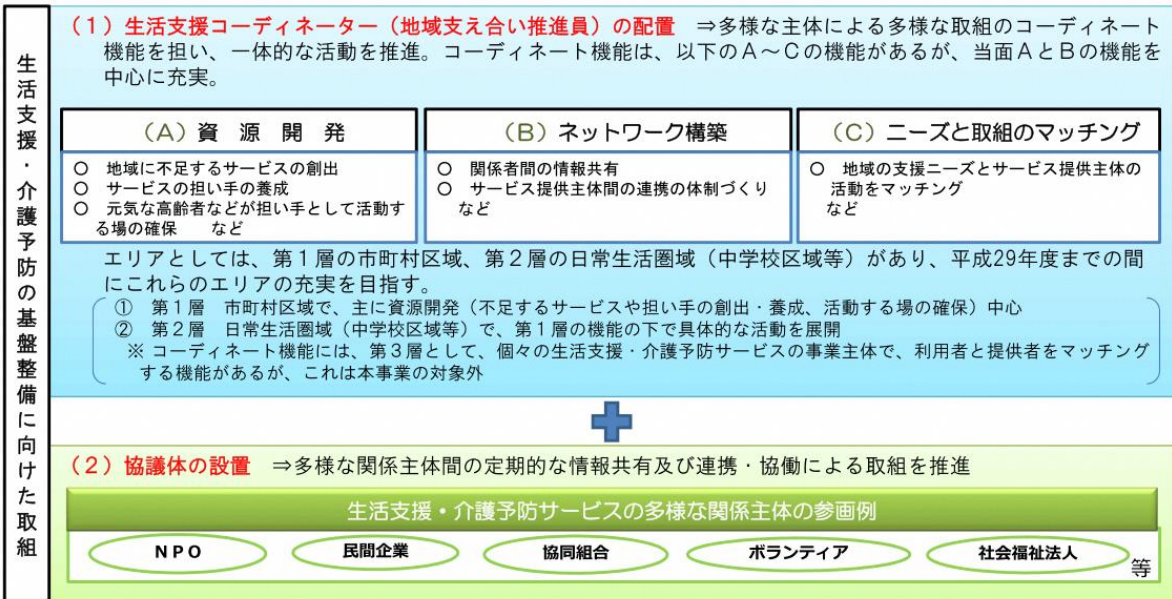 生活支援・介護予防の基盤整備に向けた取組
（１）生活支援コーディネーター（地域支え合い推進員）の配置　⇒多様な主体による多様な取組のコーディネート
機能を担い、一体的な活動を推進。コーディネート機能は、以下のＡ～Ｃの機能があるが、当面ＡとＢの機能を
中心に充実。
（A）資　源　開　発
○　地域に不足するサービスの創出
○　サービスの担い手の養成
○　元気な高齢者などが担い手として活動す
る場の確保　　など
（B）ネットワーク構築
○　関係者間の情報共有
○　サービス提供主体間の連携の体制づくり
など
（C）ニーズと取組のマッチング
○　地域の支援ニーズとサービス提供主体の
活動をマッチング
など
エリアとしては、第１層の市町村区域、第２層の日常生活圏域（中学校区域等）があり、平成29年度までの間
にこれらのエリアの充実を目指す。
①　第１層　市町村区域で、主に資源開発（不足するサービスや担い手の創出・養成、活動する場の確保）中心
②　第２層　日常生活圏域（中学校区域等）で、第１層の機能の下で具体的な活動を展開
※ コーディネート機能には、第３層として、個々の生活支援・介護予防サービスの事業主体で、利用者と提供者をマッチング
する機能があるが、これは本事業の対象外
（２）協議体の設置　⇒多様な関係主体間の定期的な情報共有及び連携・協働による取組を推進
生活支援・介護予防サービスの多様な関係主体の参画例
ＮＰＯ
民間企業
協同組合
ボランティア
社会福祉法人
等